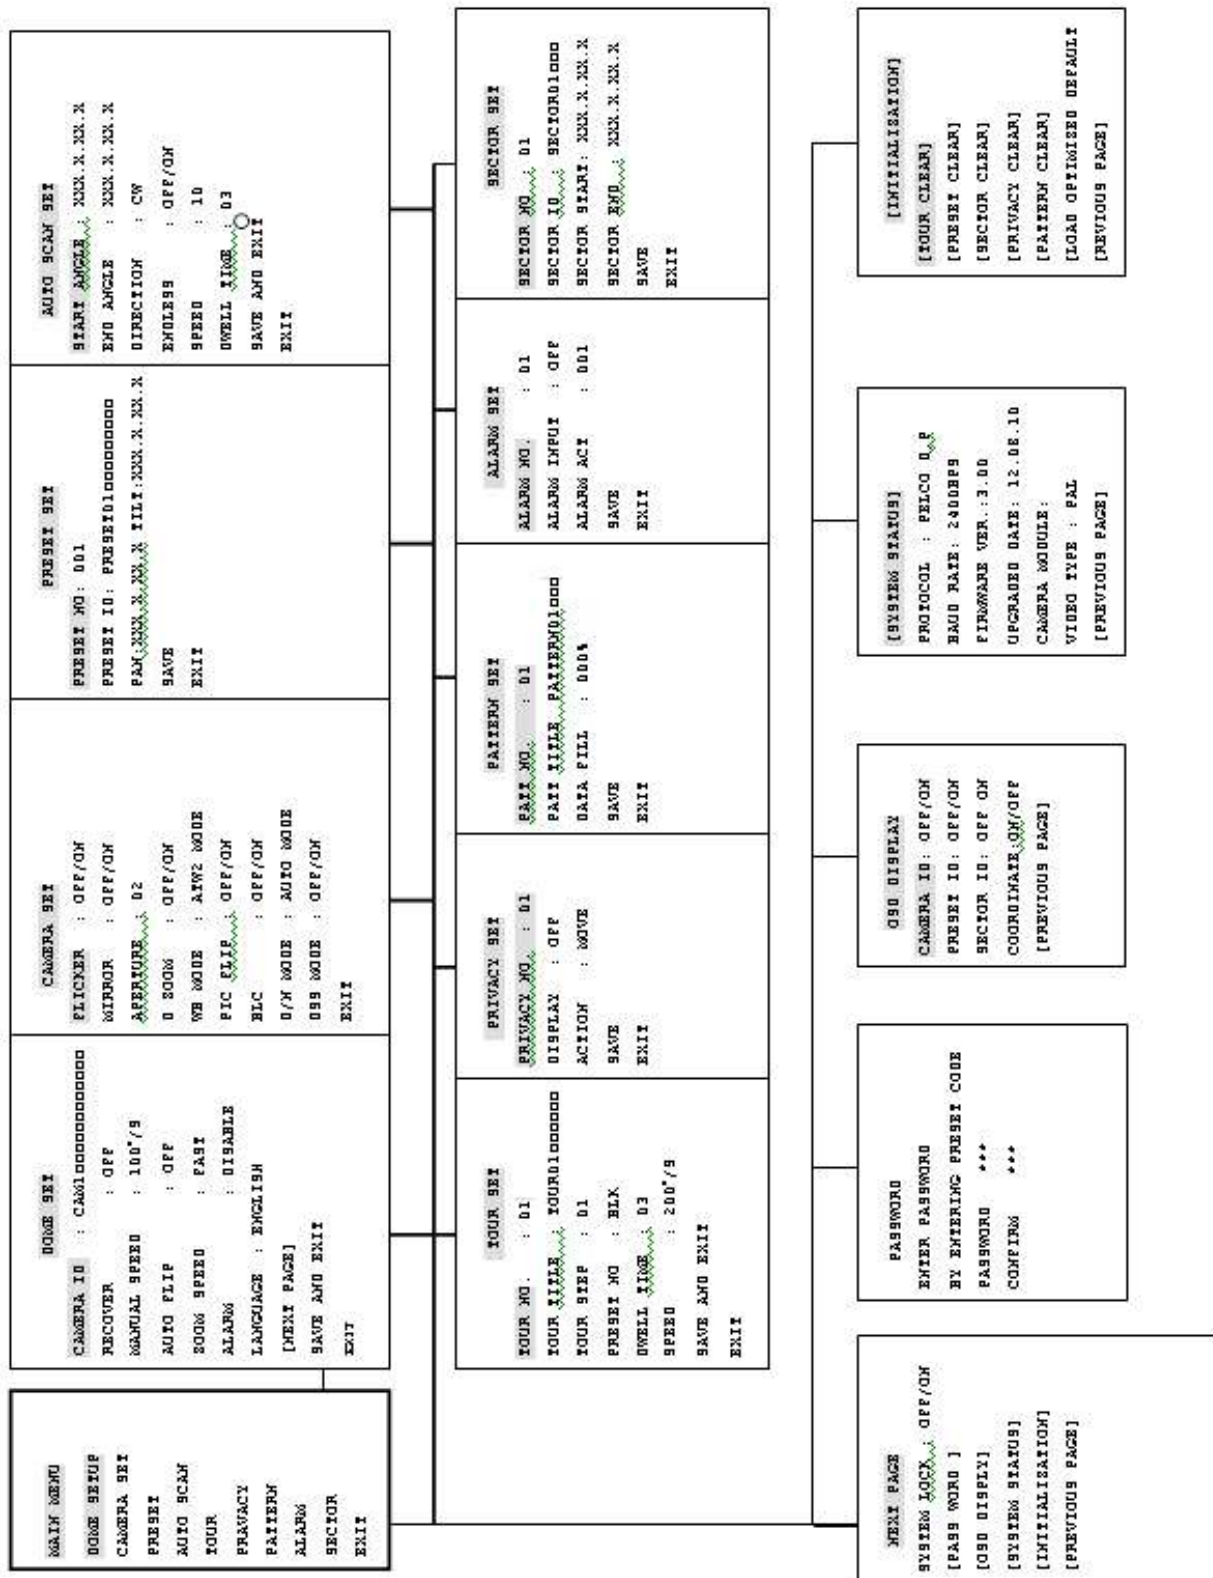 MAIN MENU
DOME SETUP
CAMERA SET
PRESET
AUTO SCAN
TOUR
PRAVACY
PATTERN
ALARM
SECTOR
EXIT
DOME SET
CAMERA ID : CAM1□□□□□□□□□□□□
RECOVER : OFF
MANUAL SPEED : 100°/S
AUTO FLIP : OFF
ZOOM SPEED : FAST
ALARM : DISABLE
LANGUAGE : ENGLISH
[NEXT PAGE]
SAVE AND EXIT
EXIT
CAMERA SET
FLICKER : OFF/ON
MIRROR : OFF/ON
APERTURE : 02
D ZOOM : OFF/ON
WB MODE : ATW2 MODE
PIC FLIP : OFF/ON
BLC : OFF/ON
D/N MODE : AUTO MODE
OSS MODE : OFF/ON
EXIT
PRESET SET
PRESET NO: 001
PRESET ID: PRESET01□□□□□□□□□
PAN:XXX.X.XX.X TILT:XXX.X.XX.X
SAVE
EXIT
AUTO SCAN SET
START ANGLE : XXX.X.XX.X
END ANGLE : XXX.X.XX.X
DIRECTION : CW
ENDLESS : OFF/ON
SPEED : 10
DWELL TIME : 03
SAVE AND EXIT
EXIT
TOUR SET
TOUR NO. : 01
TOUR TITLE : TOUR01□□□□□□□
TOUR STEP : 01
PRESET NO : BLK
DWELL TIME : 03
SPEED : 200°/S
SAVE AND EXIT
EXIT
PRIVACY SET
PRIVACY NO. : 01
DISPLAY : OFF
ACTION : MOVE
SAVE
EXIT
PATTERN SET
PATT NO. : 01
PATT TITLE PATTERN01□□□
DATA FILL : 000%
SAVE
EXIT
ALARM SET
ALARM NO. : 01
ALARM INPUT : OFF
ALARM ACT : 001
SAVE
EXIT
SECTOR SET
SECTOR NO : 01
SECTOR ID : SECTOR01□□□
SECTOR START: XXX.X.XX.X
SECTOR END : XXX.X.XX.X
SAVE
EXIT
NEXT PAGE
SYSTEM LOCK : OFF/ON
[PASS WORD ]
[OSD DISPLY]
[SYSTEM STATUS]
[INITIALISATION]
[PREVIOUS PAGE]
PASSWORD
ENTER PASSWORD
BY ENTERING PRESET CODE
PASSWORD ***
CONFIRM ***
OSD DISPLAY
CAMERA ID: OFF/ON
PRESET ID: OFF/ON
SECTOR ID: OFF ON
COORDINATE:ON/OFF
[PREVIOUS PAGE]
[SYSTEM STATUS]
PROTOCOL : PELCO D,P
BAUD RATE: 2400BPS
FIRMWARE VER.:3.00
UPGRADED DATE: 12.08.10
CAMERA MODULE:
VIDEO TYPE : PAL
[PREVIOUS PAGE]
[INITIALISATION]
[TOUR CLEAR]
[PRESET CLEAR]
[SECTOR CLEAR]
[PRIVACY CLEAR]
[PATTERN CLEAR]
[LOAD OPTIMISED DEFAULT
[REVIOUS PAGE]